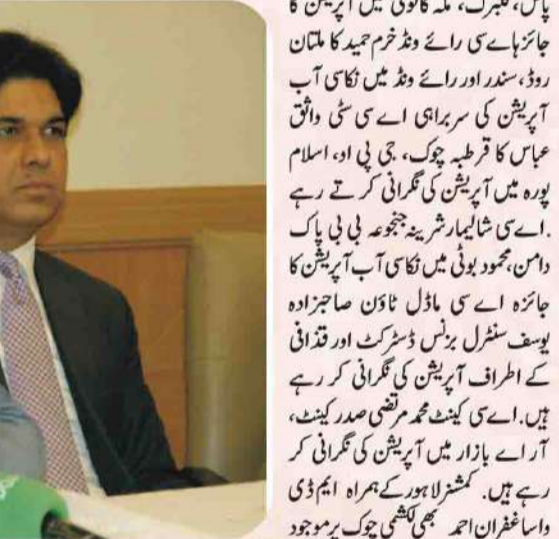 پاس، گلبرگ، مکہ کالونی میں آپریشن کا
جائزہ اے سی رائے ونڈ خرم حمید کا ملتان
روڈ، سندر اور رائے ونڈ میں نکاسی آب
آپریشن کی سربراہی اے سی سٹی واثق
عباس کا قرطبہ چوک، جی پی او، اسلام
پورہ میں آپریشن کی نگرانی کر تے رہے
.اے سی شالیمار شرینہ جنجوعہ بی بی پاک
دامن، محمود بوٹی میں نکاسی آب آپریشن کا
جائزہ اے سی ماڈل ٹاؤن صاحبزادہ
یوسف سنٹرل بزنس ڈسٹرکٹ اور قذافی
کے اطراف آپریشن کی نگرانی کر رہے
ہیں. اے سی کینٹ محمد مرتضیٰ صدر کینٹ،
آر اے بازار میں آپریشن کی نگرانی کر
رہے ہیں. کمشنر لاہور کے ہمراہ ایم ڈی
واسا غفران احمد بھی لکشمی چوک پر موجود